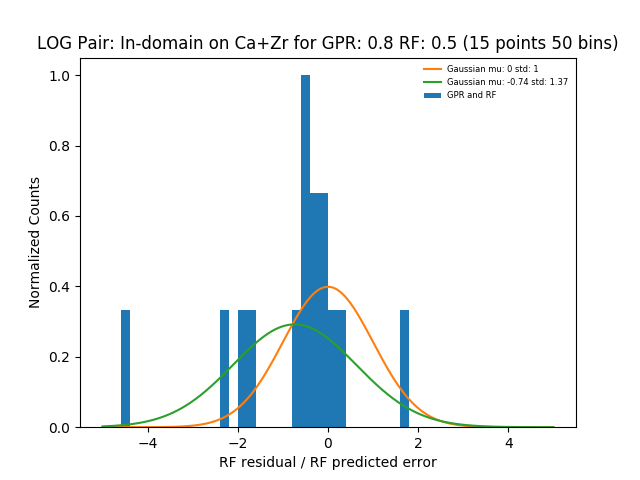 LOG Pair: In-domain on Ca+Zr for GPR: 0.8 RF: 0.5 (15 points 50 bins)
Gaussian mu: 0 std: 1
Gaussian mu: -0.74 std: 1.37
GPR and RF
Normalized Counts
1.0
0.8
0.6
0.4
0.2
0.0
−4 −2 0 2 4
RF residual / RF predicted error